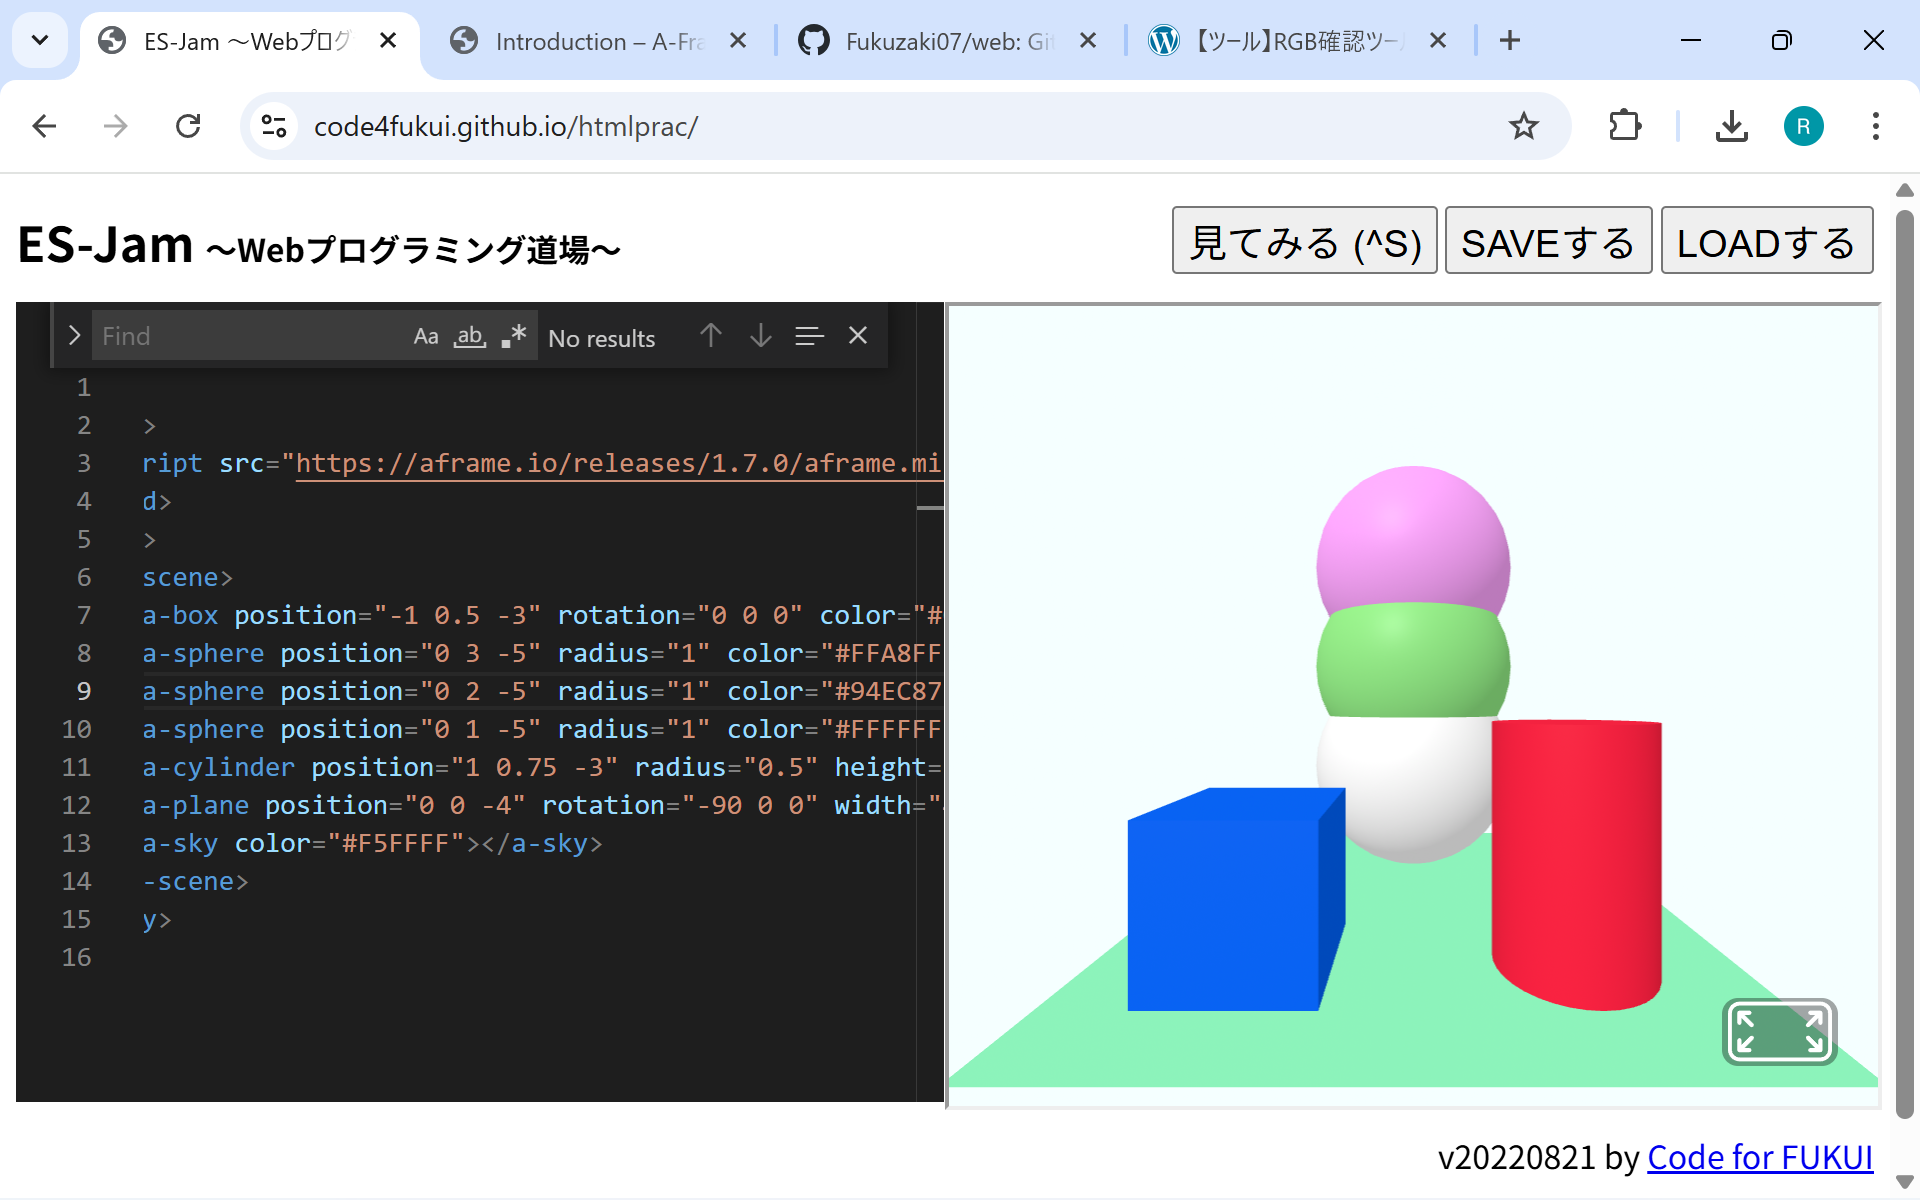 ES-Jam ～Webプログ
Introduction – A-Fra
Fukuzaki07/web: Git
【ツール】RGB確認ツール
code4fukui.github.io/htmlprac/
R
ES-Jam ～Webプログラミング道場～
見てみる (^S)
SAVEする
LOADする
Find
Aa
ab
No results
1
2 >
3 ript src="https://aframe.io/releases/1.7.0/aframe.mi
4 d>
5 >
6 scene>
7 a-box position="-1 0.5 -3" rotation="0 0 0" color="#
8 a-sphere position="0 3 -5" radius="1" color="#FFA8FF
9 a-sphere position="0 2 -5" radius="1" color="#94EC87
10 a-sphere position="0 1 -5" radius="1" color="#FFFFFF
11 a-cylinder position="1 0.75 -3" radius="0.5" height=
12 a-plane position="0 0 -4" rotation="-90 0 0" width="
13 a-sky color="#F5FFFF"></a-sky>
14 -scene>
15 y>
16
v20220821 by Code for FUKUI